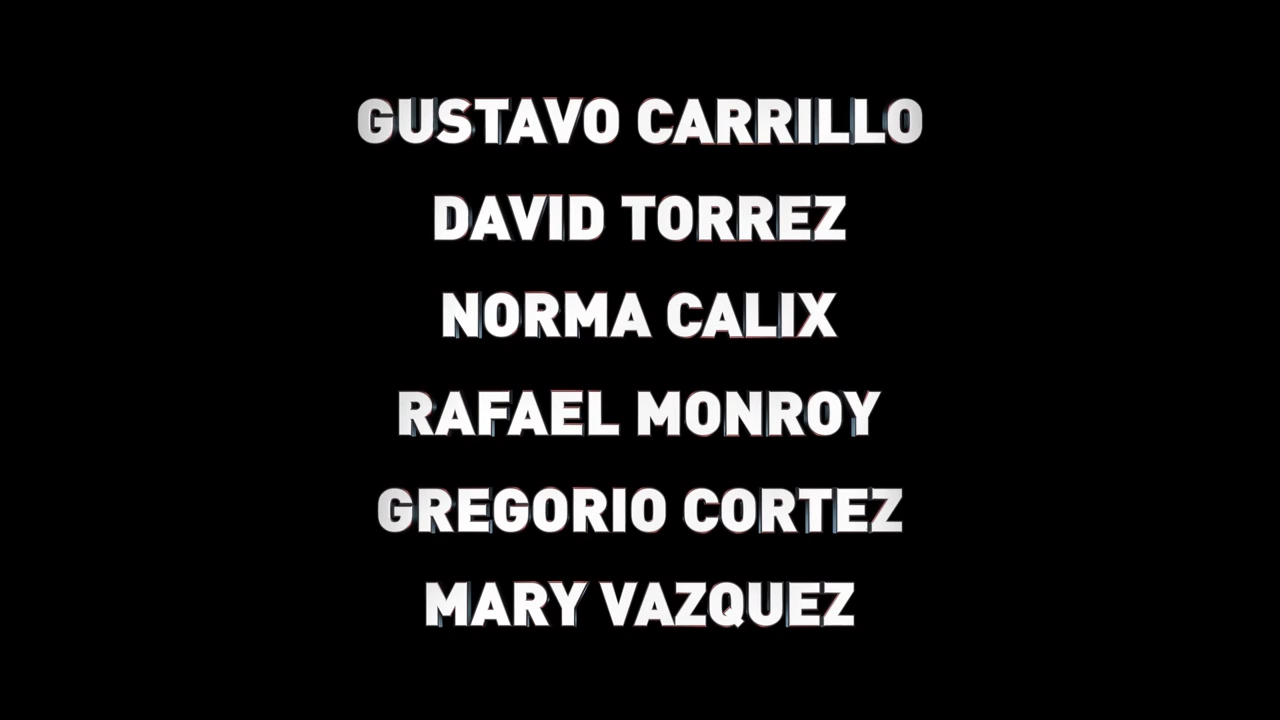 GUSTAVO CARRILLO
DAVID TORREZ
NORMA CALIX
RAFAEL MONROY
GREGORIO CORTEZ
MARY VAZQUEZ